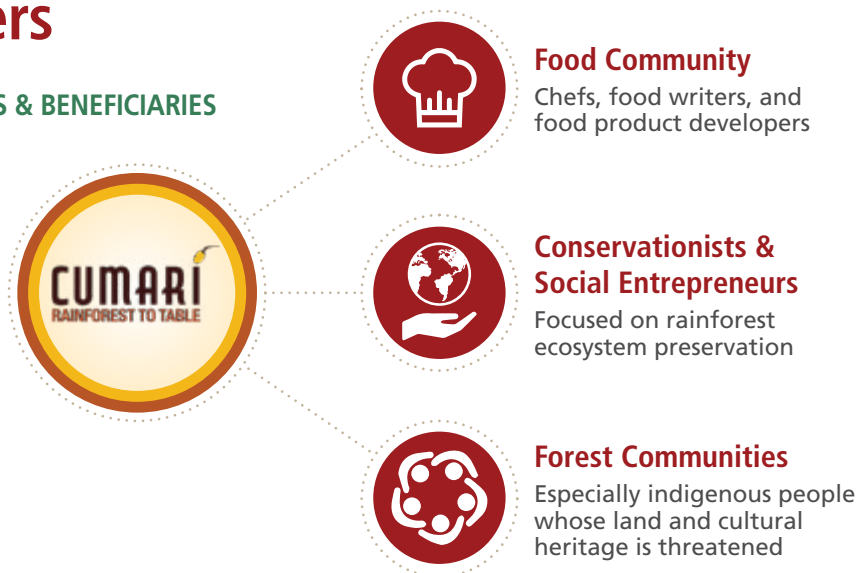 ers
S & BENEFICIARIES
CUMARÍ
RAINFOREST TO TABLE
Food Community
Chefs, food writers, and
food product developers
Conservationists &
Social Entrepreneurs
Focused on rainforest
ecosystem preservation
Forest Communities
Especially indigenous people
whose land and cultural
heritage is threatened